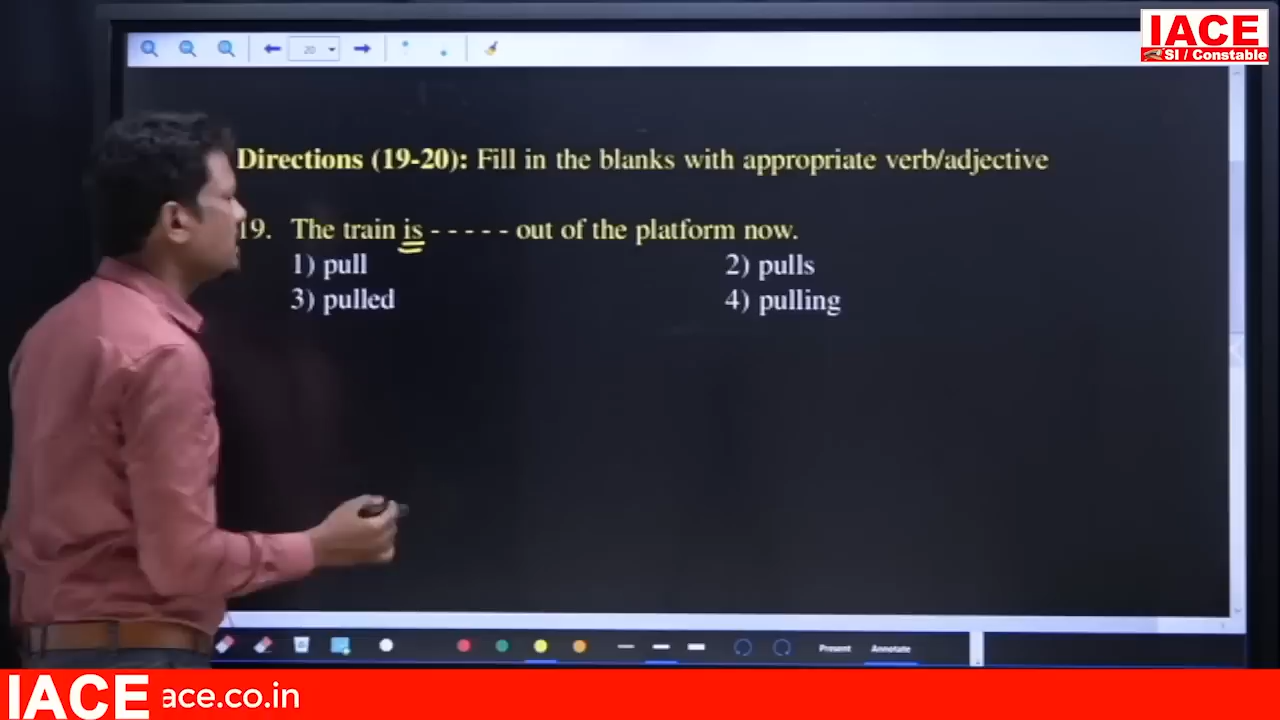 IACE
SI / Constable
20
Directions (19-20): Fill in the blanks with appropriate verb/adjective
19. The train is ----- out of the platform now.
1) pull
2) pulls
3) pulled
4) pulling
Present
Annotate
IACE
ace.co.in